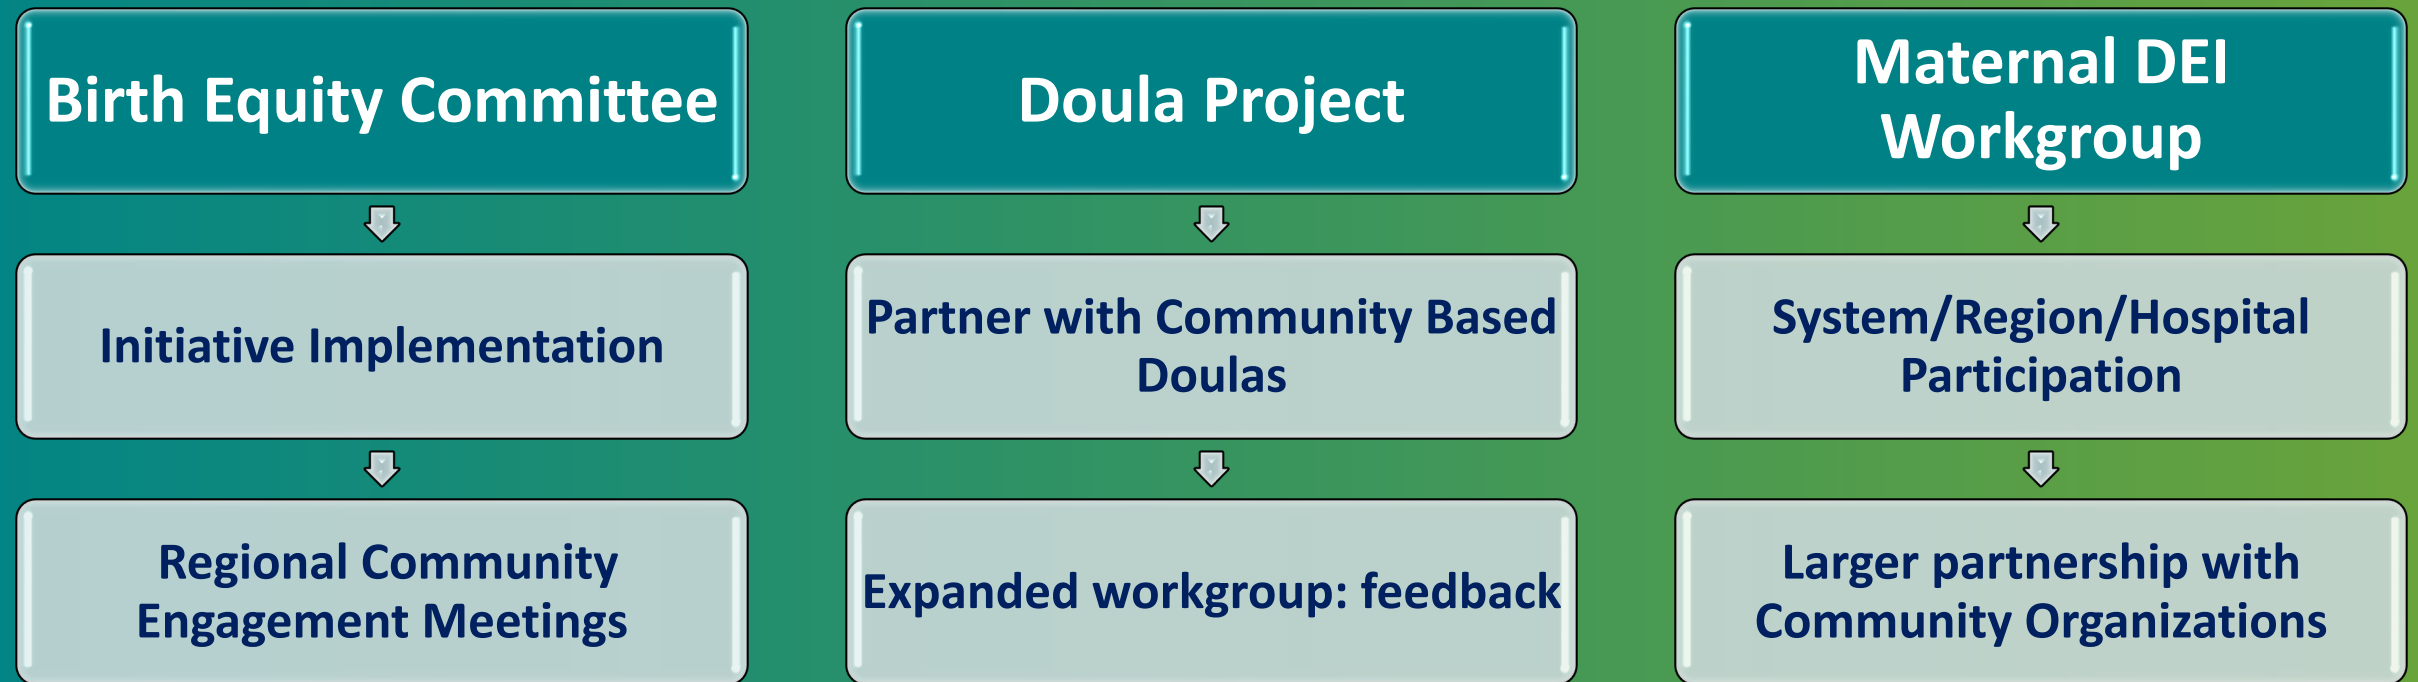 Birth Equity Committee
Initiative Implementation
Regional Community
Engagement Meetings
Doula Project
Partner with Community Based
Doulas
Expanded workgroup: feedback
Maternal DEI
Workgroup
System/Region/Hospital
Participation
Larger partnership with
Community Organizations